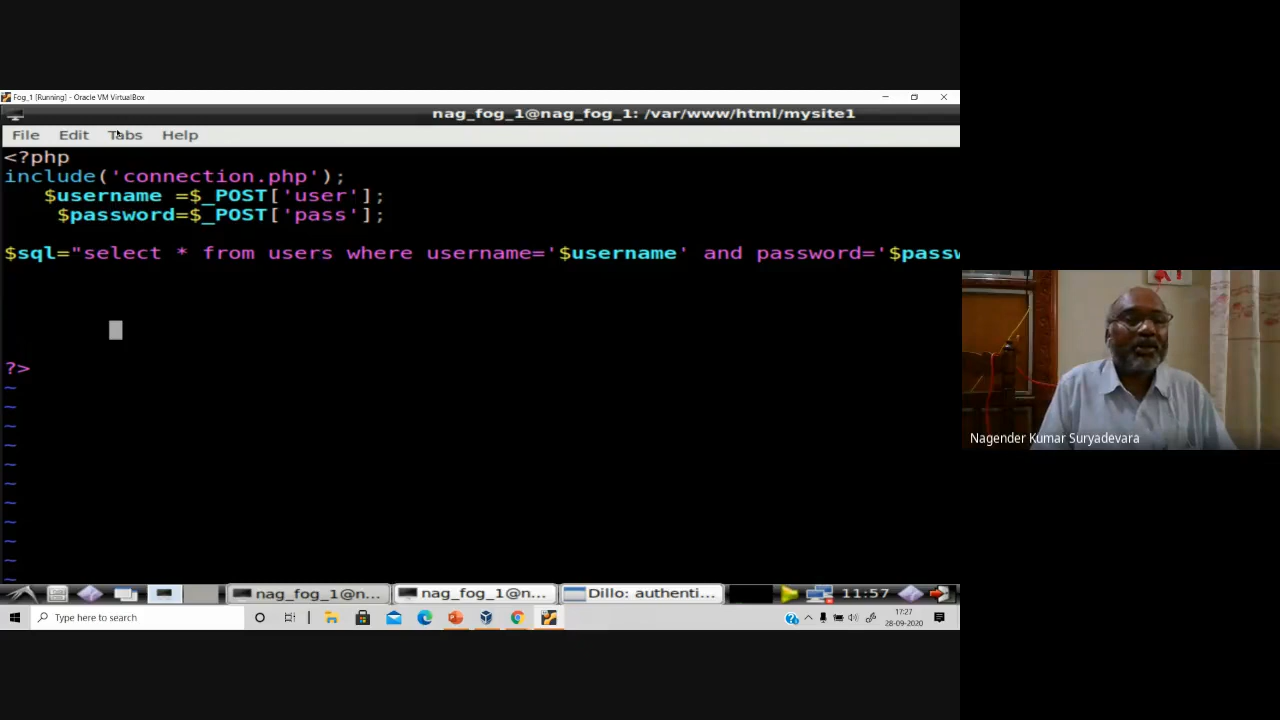 Fog_1 [Running] - Oracle VM VirtualBox
nag_fog_1@nag_fog_1: /var/www/html/mysite1
File Edit Tabs Help
<?php
include('connection.php');
$username =$_POST['user'];
$password=$_POST['pass'];
$sql="select * from users where username='$username' and password='$passw
?>
~
~
~
~
~
~
~
~
~
~
~
nag_fog_1@n... nag_fog_1@n... Dillo: authenti... 11:57
Type here to search
17:27
28-09-2020
Nagender Kumar Suryadevara